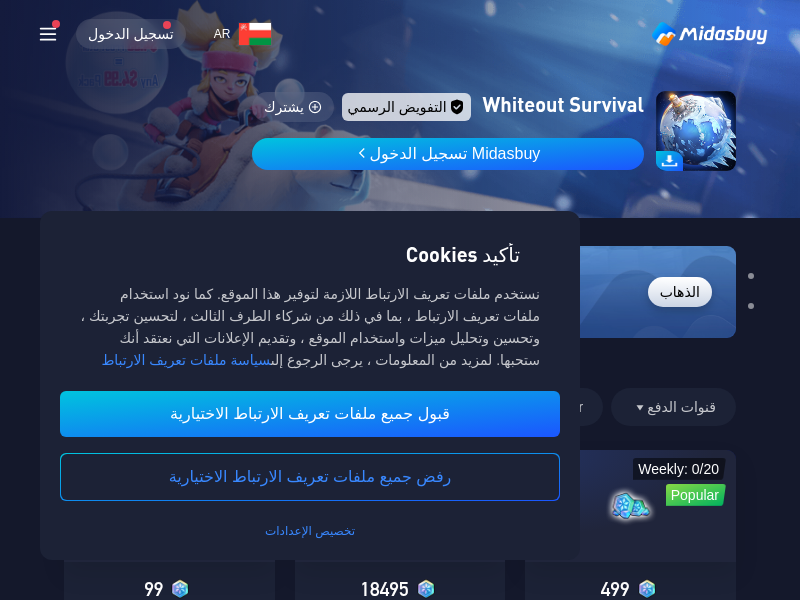 Midasbuy
AR
تسجيل الدخول
Whiteout Survival
التفويض الرسمي
يشترك
Midasbuy تسجيل الدخول
الذهاب
تأكيد Cookies
نستخدم ملفات تعريف الارتباط اللازمة لتوفير هذا الموقع. كما نود استخدام
ملفات تعريف الارتباط ، بما في ذلك من شركاء الطرف الثالث ، لتحسين تجربتك ،
وتحسين وتحليل ميزات واستخدام الموقع ، وتقديم الإعلانات التي نعتقد أنك
ستحبها. لمزيد من المعلومات ، يرجى الرجوع إلىسياسة ملفات تعريف الارتباط
قبول جميع ملفات تعريف الارتباط الاختيارية
رفض جميع ملفات تعريف الارتباط الاختيارية
تخصيص الإعدادات
قنوات الدفع
Weekly: 0/20
Popular
499
18495
99